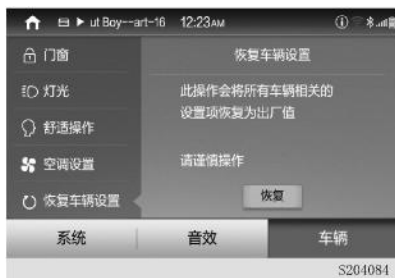 ut Boy--art-16 12:23AM
门窗
灯光
舒适操作
空调设置
恢复车辆设置
恢复车辆设置
此操作会将所有车辆相关的
设置项恢复为出厂值
请谨慎操作
恢复
系统 音效 车辆
S204084